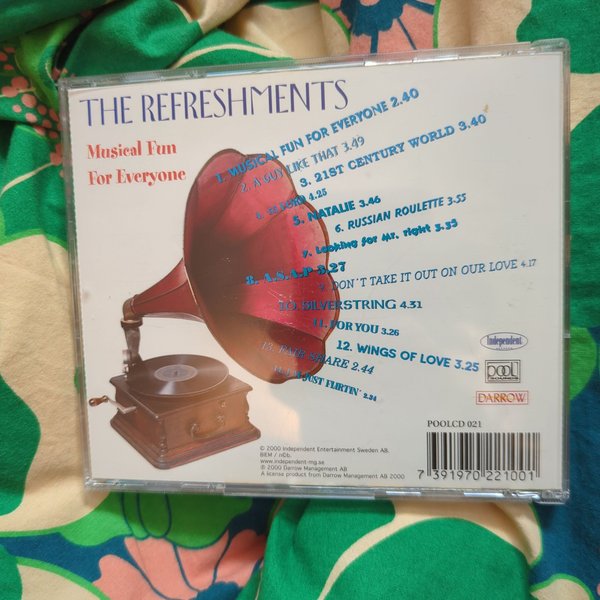 THE REFRESHMENTS
Musical Fun
For Everyone
1. MUSICAL FUN FOR EVERYONE 2.40
2. A GUY LIKE THAT 3.49
3. 21ST CENTURY WORLD 3.40
4.25
5. NATALIE 3.46
6. RUSSIAN ROULETTE 3.55
7. Looking for Mr. right 3.33
8. A.S.A.P 3.27
9. DON'T TAKE IT OUT ON OUR LOVE 4.17
10. SILVERSTRING 4.31
11. FOR YOU 3.26
12. WINGS OF LOVE 3.25
13. FAIR SHARE 2.44
14. I'M JUST FLIRTIN' 2.34
Independent
POOL
SOUNDS
DARROW
POOLCD 021
© 2000 Independent Entertainment Sweden AB.
BIEM / n©b.
www.independent-mg.se
℗ 2000 Darrow Management AB
A license product from Darrow Management AB 2000
7 391970 221001